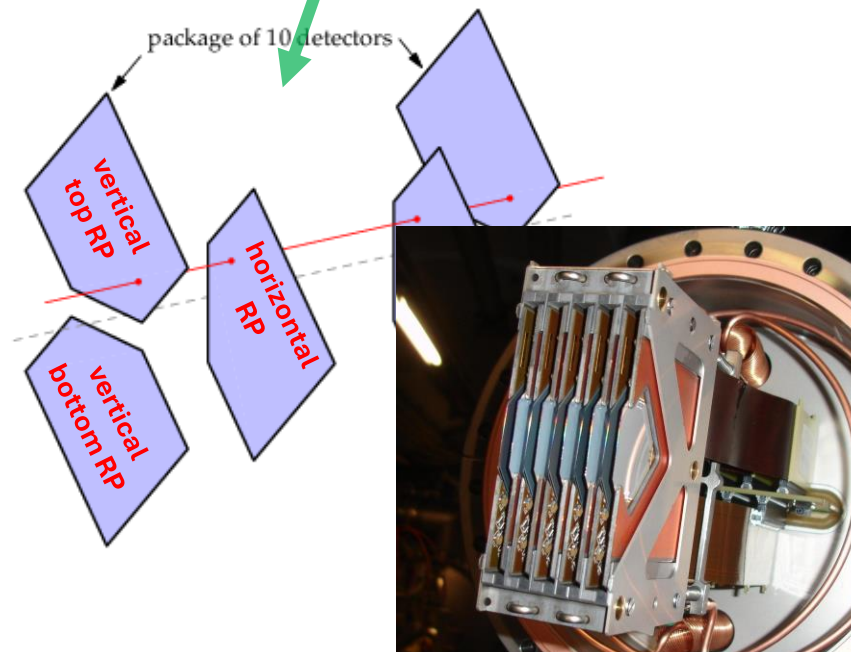 package of 10 detectors
vertical
top RP
horizontal
RP
vertical
bottom RP